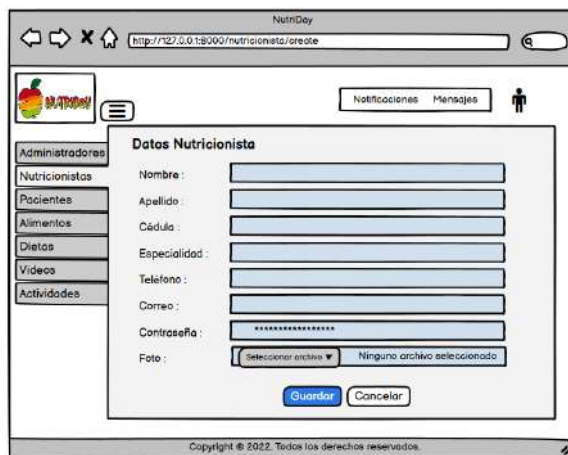 NutriDay
http://127.0.0.1:8000/nutricionista/create
NUTRIDAY
Notificaciones Mensajes
Administradores
Nutricionistas
Pacientes
Alimentos
Dietas
Videos
Actividades
Datos Nutricionista
Nombre :
Apellido :
Cédula :
Especialidad :
Teléfono :
Correo :
Contraseña : *****************
Foto : Seleccionar archivo ▼ Ninguno archivo seleccionado
Guardar Cancelar
Copyright © 2022. Todos los derechos reservados.